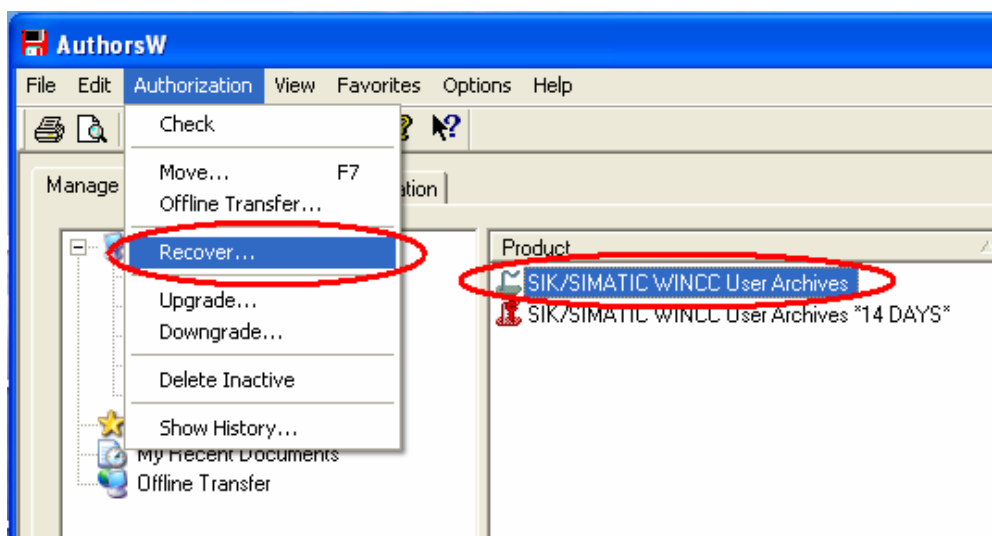 AuthorsW
File Edit Authorization View Favorites Options Help
Check
Move... F7
Offline Transfer...
Recover...
Upgrade...
Downgrade...
Delete Inactive
Show History...
Manage
ation
Product
SIK/SIMATIC WINCC User Archives
SIK/SIMATIC WINCC User Archives *14 DAYS*
My Recent Documents
Offline Transfer